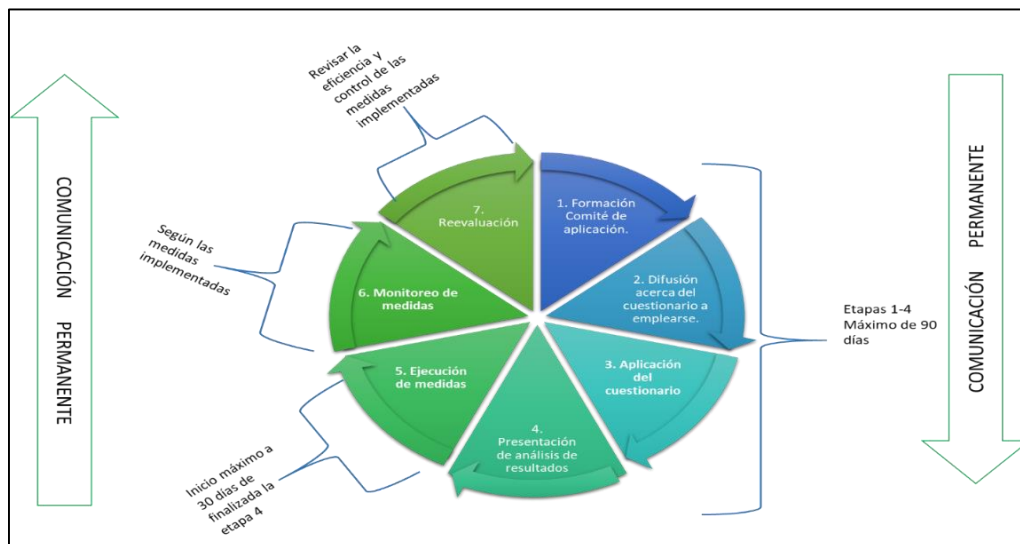 COMUNICACIÓN PERMANENTE
Revisar la
eficiencia y
control de las
medidas
implementadas
1. Formación
Comité de
aplicación.
2. Difusión
acerca del
cuestionario a
emplearse.
3. Aplicación
del
cuestionario
4.
Presentación
de análisis de
resultados
5. Ejecución
de medidas
6. Monitoreo de
medidas
7.
Reevaluación
Según las
medidas
implementadas
Inicio máximo a
30 días de
finalizada la
etapa 4
Etapas 1-4
Máximo de 90
días
COMUNICACIÓN PERMANENTE